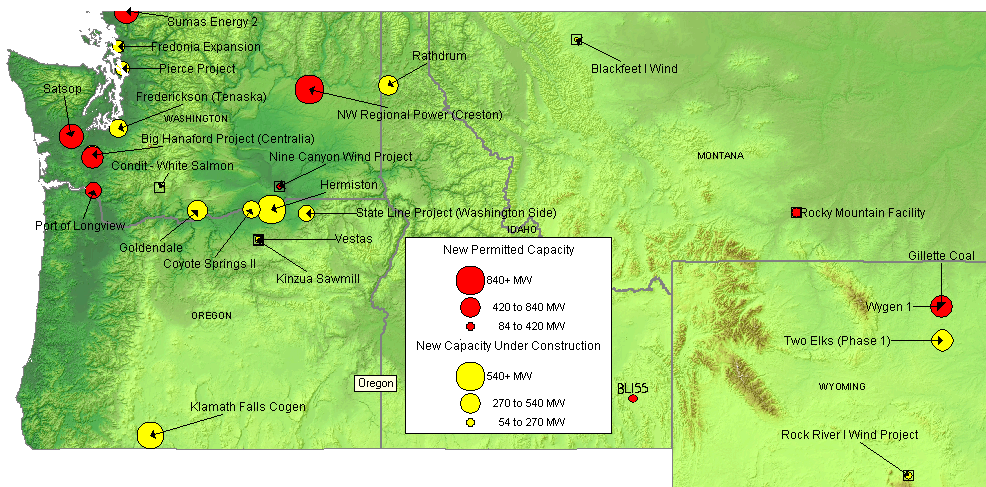 Sumas Energy 2
Fredonia Expansion
Pierce Project
Rathdrum
Blackfeet I Wind
Satsop
Frederickson (Tenaska)
WASHINGTON
NW Regional Power (Creston)
Big Hanaford Project (Centralia)
Condit - White Salmon
Nine Canyon Wind Project
MONTANA
Hermiston
Port of Longview
State Line Project (Washington Side)
Rocky Mountain Facility
IDAHO
Goldendale
Vestas
Coyote Springs II
Kinzua Sawmill
New Permitted Capacity
840+ MW
420 to 840 MW
84 to 420 MW
New Capacity Under Construction
540+ MW
270 to 540 MW
54 to 270 MW
Gillette Coal
Wygen 1
OREGON
Two Elks (Phase 1)
Oregon
BLISS
WYOMING
Klamath Falls Cogen
Rock River I Wind Project